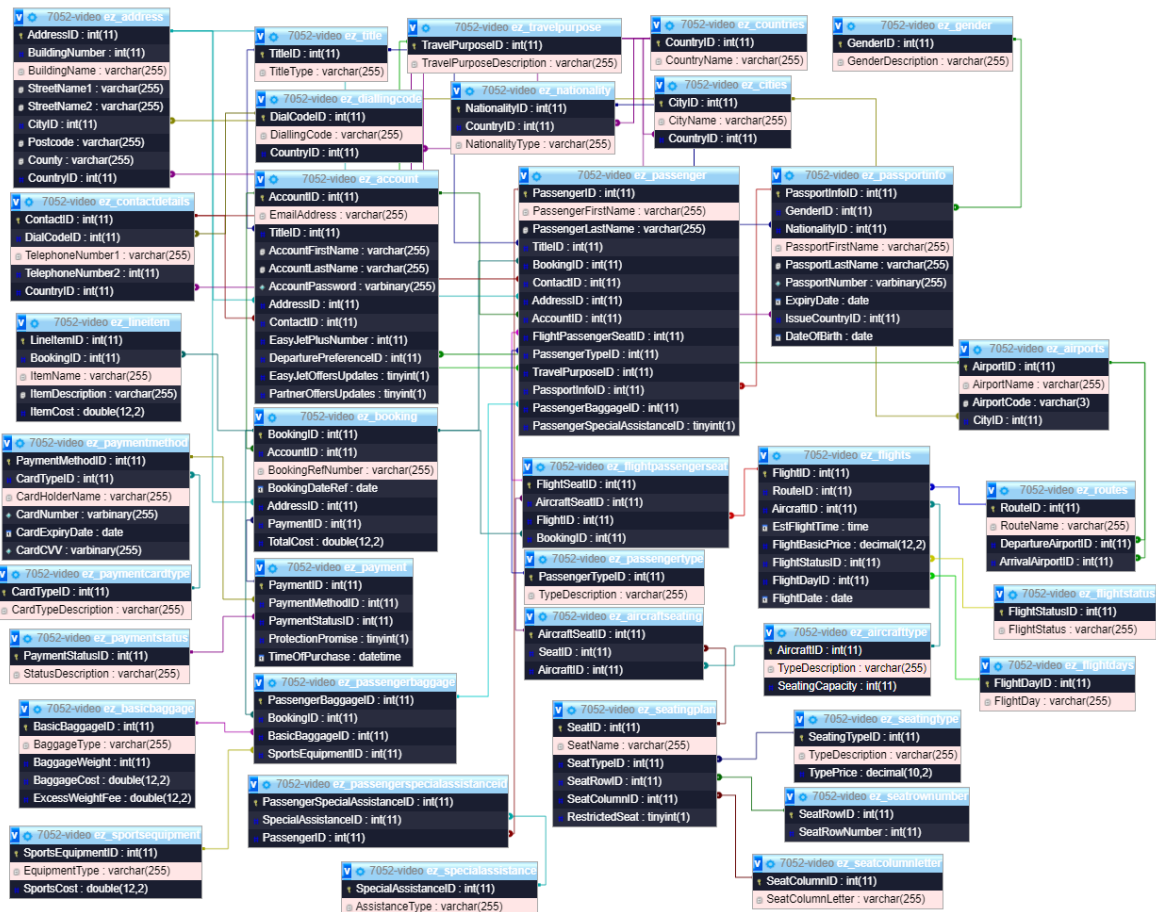 7052-video ez_address
AddressID : int(11)
BuildingNumber : int(11)
BuildingName : varchar(255)
StreetName1 : varchar(255)
StreetName2 : varchar(255)
CityID : int(11)
Postcode : varchar(255)
County : varchar(255)
CountryID : int(11)
7052-video ez_title
TitleID : int(11)
TitleType : varchar(255)
7052-video ez_travelpurpose
TravelPurposeID : int(11)
TravelPurposeDescription : varchar(255)
7052-video ez_countries
CountryID : int(11)
CountryName : varchar(255)
7052-video ez_gender
GenderID : int(11)
GenderDescription : varchar(255)
7052-video ez_diallingcode
DialCodeID : int(11)
DiallingCode : varchar(255)
CountryID : int(11)
7052-video ez_nationality
NationalityID : int(11)
CountryID : int(11)
NationalityType : varchar(255)
7052-video ez_cities
CityID : int(11)
CityName : varchar(255)
CountryID : int(11)
7052-video ez_contactdetails
ContactID : int(11)
DialCodeID : int(11)
TelephoneNumber1 : varchar(255)
TelephoneNumber2 : int(11)
CountryID : int(11)
7052-video ez_account
AccountID : int(11)
EmailAddress : varchar(255)
TitleID : int(11)
AccountFirstName : varchar(255)
AccountLastName : varchar(255)
AccountPassword : varbinary(255)
AddressID : int(11)
ContactID : int(11)
EasyJetPlusNumber : int(11)
DeparturePreferenceID : int(11)
EasyJetOffersUpdates : tinyint(1)
PartnerOffersUpdates : tinyint(1)
7052-video ez_passenger
PassengerID : int(11)
PassengerFirstName : varchar(255)
PassengerLastName : varchar(255)
TitleID : int(11)
BookingID : int(11)
ContactID : int(11)
AddressID : int(11)
AccountID : int(11)
FlightPassengerSeatID : int(11)
PassengerTypeID : int(11)
TravelPurposeID : int(11)
PassportInfoID : int(11)
PassengerBaggageID : int(11)
PassengerSpecialAssistanceID : tinyint(1)
7052-video ez_passportinfo
PassportInfoID : int(11)
GenderID : int(11)
NationalityID : int(11)
PassportFirstName : varchar(255)
PassportLastName : varchar(255)
PassportNumber : varbinary(255)
ExpiryDate : date
IssueCountryID : int(11)
DateOfBirth : date
7052-video ez_lineitem
LineItemID : int(11)
BookingID : int(11)
ItemName : varchar(255)
ItemDescription : varchar(255)
ItemCost : double(12,2)
7052-video ez_airports
AirportID : int(11)
AirportName : varchar(255)
AirportCode : varchar(3)
CityID : int(11)
7052-video ez_booking
BookingID : int(11)
AccountID : int(11)
BookingRefNumber : varchar(255)
BookingDateRef : date
AddressID : int(11)
PaymentID : int(11)
TotalCost : double(12,2)
7052-video ez_paymentmethod
PaymentMethodID : int(11)
CardTypeID : int(11)
CardHolderName : varchar(255)
CardNumber : varbinary(255)
CardExpiryDate : date
CardCVV : varbinary(255)
7052-video ez_flightpassengerseat
FlightSeatID : int(11)
AircraftSeatID : int(11)
FlightID : int(11)
BookingID : int(11)
7052-video ez_flights
FlightID : int(11)
RouteID : int(11)
AircraftID : int(11)
EstFlightTime : time
FlightBasicPrice : decimal(12,2)
FlightStatusID : int(11)
FlightDayID : int(11)
FlightDate : date
7052-video ez_routes
RouteID : int(11)
RouteName : varchar(255)
DepartureAirportID : int(11)
ArrivalAirportID : int(11)
7052-video ez_paymentcardtype
CardTypeID : int(11)
CardTypeDescription : varchar(255)
7052-video ez_payment
PaymentID : int(11)
PaymentMethodID : int(11)
PaymentStatusID : int(11)
ProtectionPromise : tinyint(1)
TimeOfPurchase : datetime
7052-video ez_passengertype
PassengerTypeID : int(11)
TypeDescription : varchar(255)
7052-video ez_flightstatus
FlightStatusID : int(11)
FlightStatus : varchar(255)
7052-video ez_paymentstatus
PaymentStatusID : int(11)
StatusDescription : varchar(255)
7052-video ez_aircraftseating
AircraftSeatID : int(11)
SeatID : int(11)
AircraftID : int(11)
7052-video ez_aircrafttype
AircraftID : int(11)
TypeDescription : varchar(255)
SeatingCapacity : int(11)
7052-video ez_flightdays
FlightDayID : int(11)
FlightDay : varchar(255)
7052-video ez_passengerbaggage
PassengerBaggageID : int(11)
BookingID : int(11)
BasicBaggageID : int(11)
SportsEquipmentID : int(11)
7052-video ez_basicbaggage
BasicBaggageID : int(11)
BaggageType : varchar(255)
BaggageWeight : int(11)
BaggageCost : double(12,2)
ExcessWeightFee : double(12,2)
7052-video ez_seatingplan
SeatID : int(11)
SeatName : varchar(255)
SeatTypeID : int(11)
SeatRowID : int(11)
SeatColumnID : int(11)
RestrictedSeat : tinyint(1)
7052-video ez_seatingtype
SeatingTypeID : int(11)
TypeDescription : varchar(255)
TypePrice : decimal(10,2)
7052-video ez_passengerspecialassistanceid
PassengerSpecialAssistanceID : int(11)
SpecialAssistanceID : int(11)
PassengerID : int(11)
7052-video ez_seatrownumber
SeatRowID : int(11)
SeatRowNumber : int(11)
7052-video ez_sportsequipment
SportsEquipmentID : int(11)
EquipmentType : varchar(255)
SportsCost : double(12,2)
7052-video ez_specialassistance
SpecialAssistanceID : int(11)
AssistanceType : varchar(255)
7052-video ez_seatcolumnletter
SeatColumnID : int(11)
SeatColumnLetter : varchar(255)